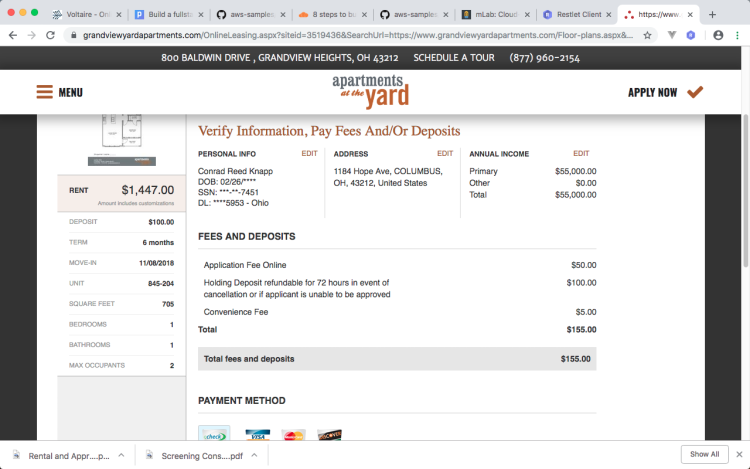 Voltaire - Onl
Build a fullsta
aws-samples
8 steps to bu
aws-samples
mLab: Cloud
Restlet Client
https://www.
grandviewyardapartments.com/OnlineLeasing.aspx?siteid=3519436&SearchUrl=https://www.grandviewyardapartments.com/Floor-plans.aspx&...
800 BALDWIN DRIVE , GRANDVIEW HEIGHTS, OH 43212 SCHEDULE A TOUR (877) 960-2154
MENU
apartments
at the yard
APPLY NOW
RENT $1,447.00
Amount includes customizations
DEPOSIT $100.00
TERM 6 months
MOVE-IN 11/08/2018
UNIT 845-204
SQUARE FEET 705
BEDROOMS 1
BATHROOMS 1
MAX OCCUPANTS 2
Verify Information, Pay Fees And/Or Deposits
PERSONAL INFO EDIT
Conrad Reed Knapp
DOB: 02/26/****
SSN: ***-**-7451
DL: ****5953 - Ohio
ADDRESS EDIT
1184 Hope Ave, COLUMBUS,
OH, 43212, United States
ANNUAL INCOME EDIT
Primary $55,000.00
Other $0.00
Total $55,000.00
FEES AND DEPOSITS
Application Fee Online $50.00
Holding Deposit refundable for 72 hours in event of $100.00
cancellation or if applicant is unable to be approved
Convenience Fee $5.00
Total $155.00
Total fees and deposits $155.00
PAYMENT METHOD
check
VISA
MasterCard
DISCOVER
Rental and Appr....p...
Screening Cons....pdf
Show All